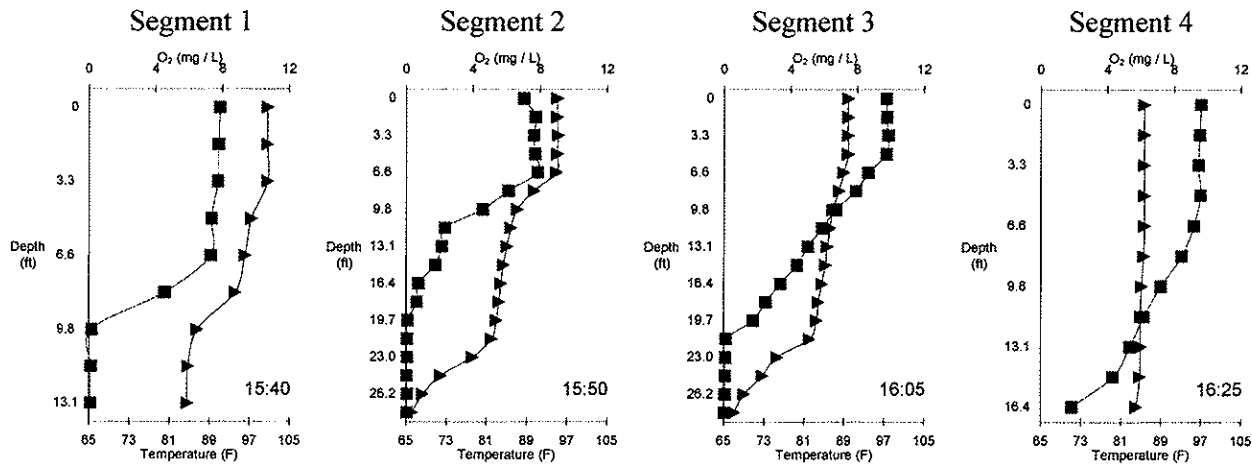 Segment 1
O₂ (mg / L)
0 4 8 12
0
3.3
Depth
(ft)
6.6
9.8
13.1
15:40
65 73 81 89 97 105
Temperature (F)
Segment 2
O₂ (mg / L)
0 4 8 12
0
3.3
6.6
9.8
Depth
(ft)
13.1
16.4
19.7
23.0
26.2
15:50
65 73 81 89 97 105
Temperature (F)
Segment 3
O₂ (mg / L)
0 4 8 12
0
3.3
6.6
9.8
Depth
(ft)
13.1
16.4
19.7
23.0
26.2
16:05
65 73 81 89 97 105
Temperature (F)
Segment 4
O₂ (mg / L)
0 4 8 12
0
3.3
6.6
Depth
(ft)
9.8
13.1
16.4
16:25
65 73 81 89 97 105
Temperature (F)